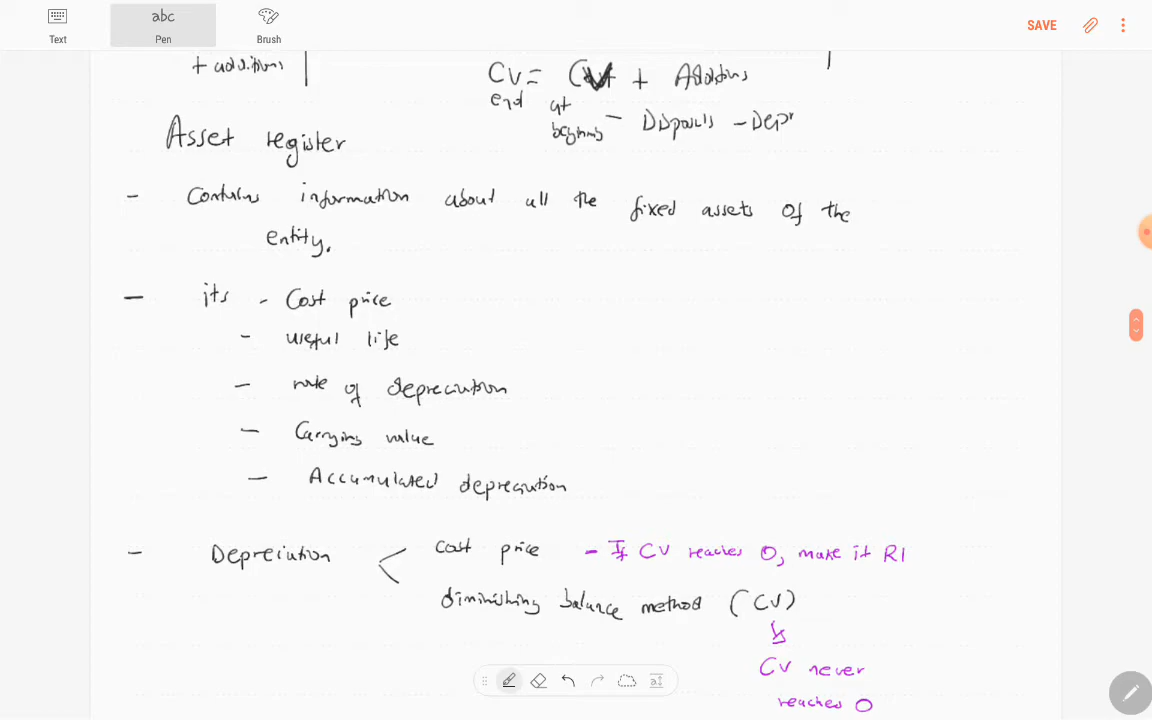 Text
abc
Pen
Brush
SAVE
+ additions
CV = CV + Additions
end at
beginning - Disposals - Depr
Asset register
- Contains information about all the fixed assets of the
entity.
- its - Cost price
- useful life
- rate of depreciation
- Carrying value
- Accumulated depreciation
- Depreciation < Cost price - If CV reaches 0, make it R1
diminishing balance method (CV)
CV never
reaches 0